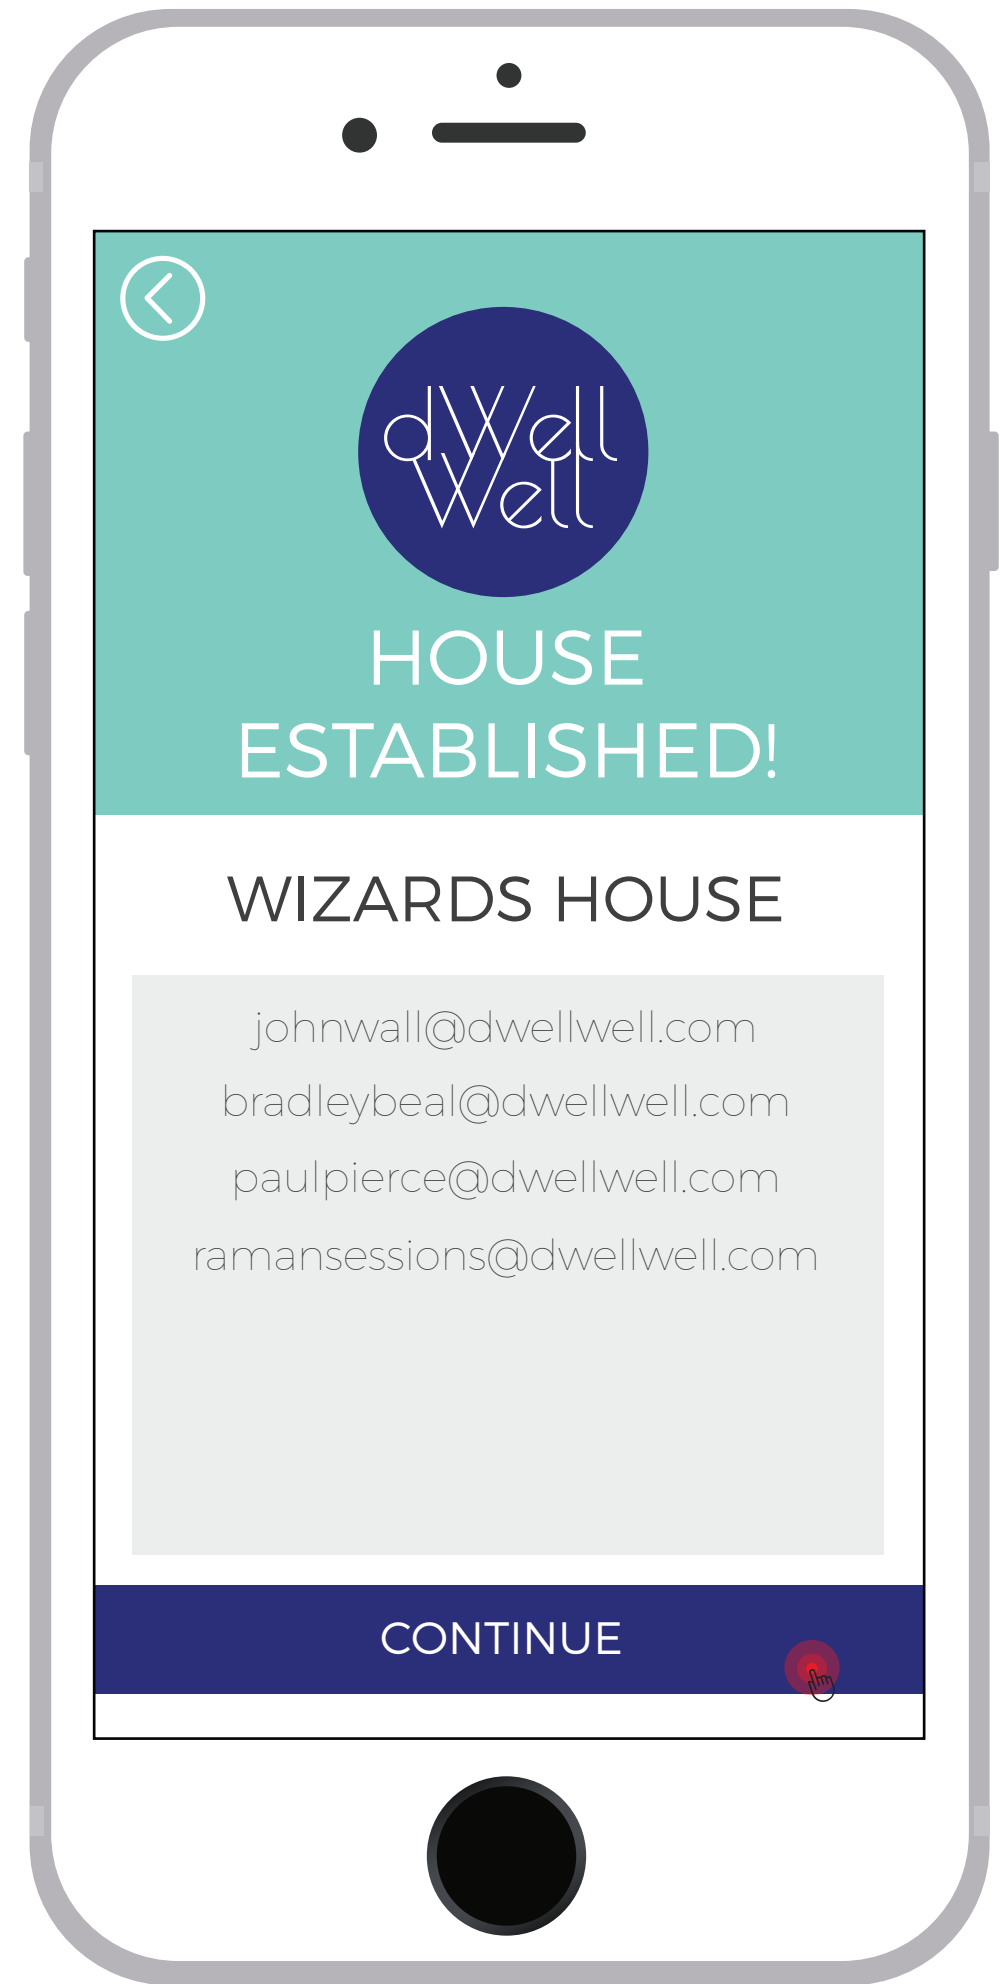 dWell
Well
HOUSE
ESTABLISHED!
WIZARDS HOUSE
johnwall@dwellwell.com
bradleybeal@dwellwell.com
paulpierce@dwellwell.com
ramansessions@dwellwell.com
CONTINUE